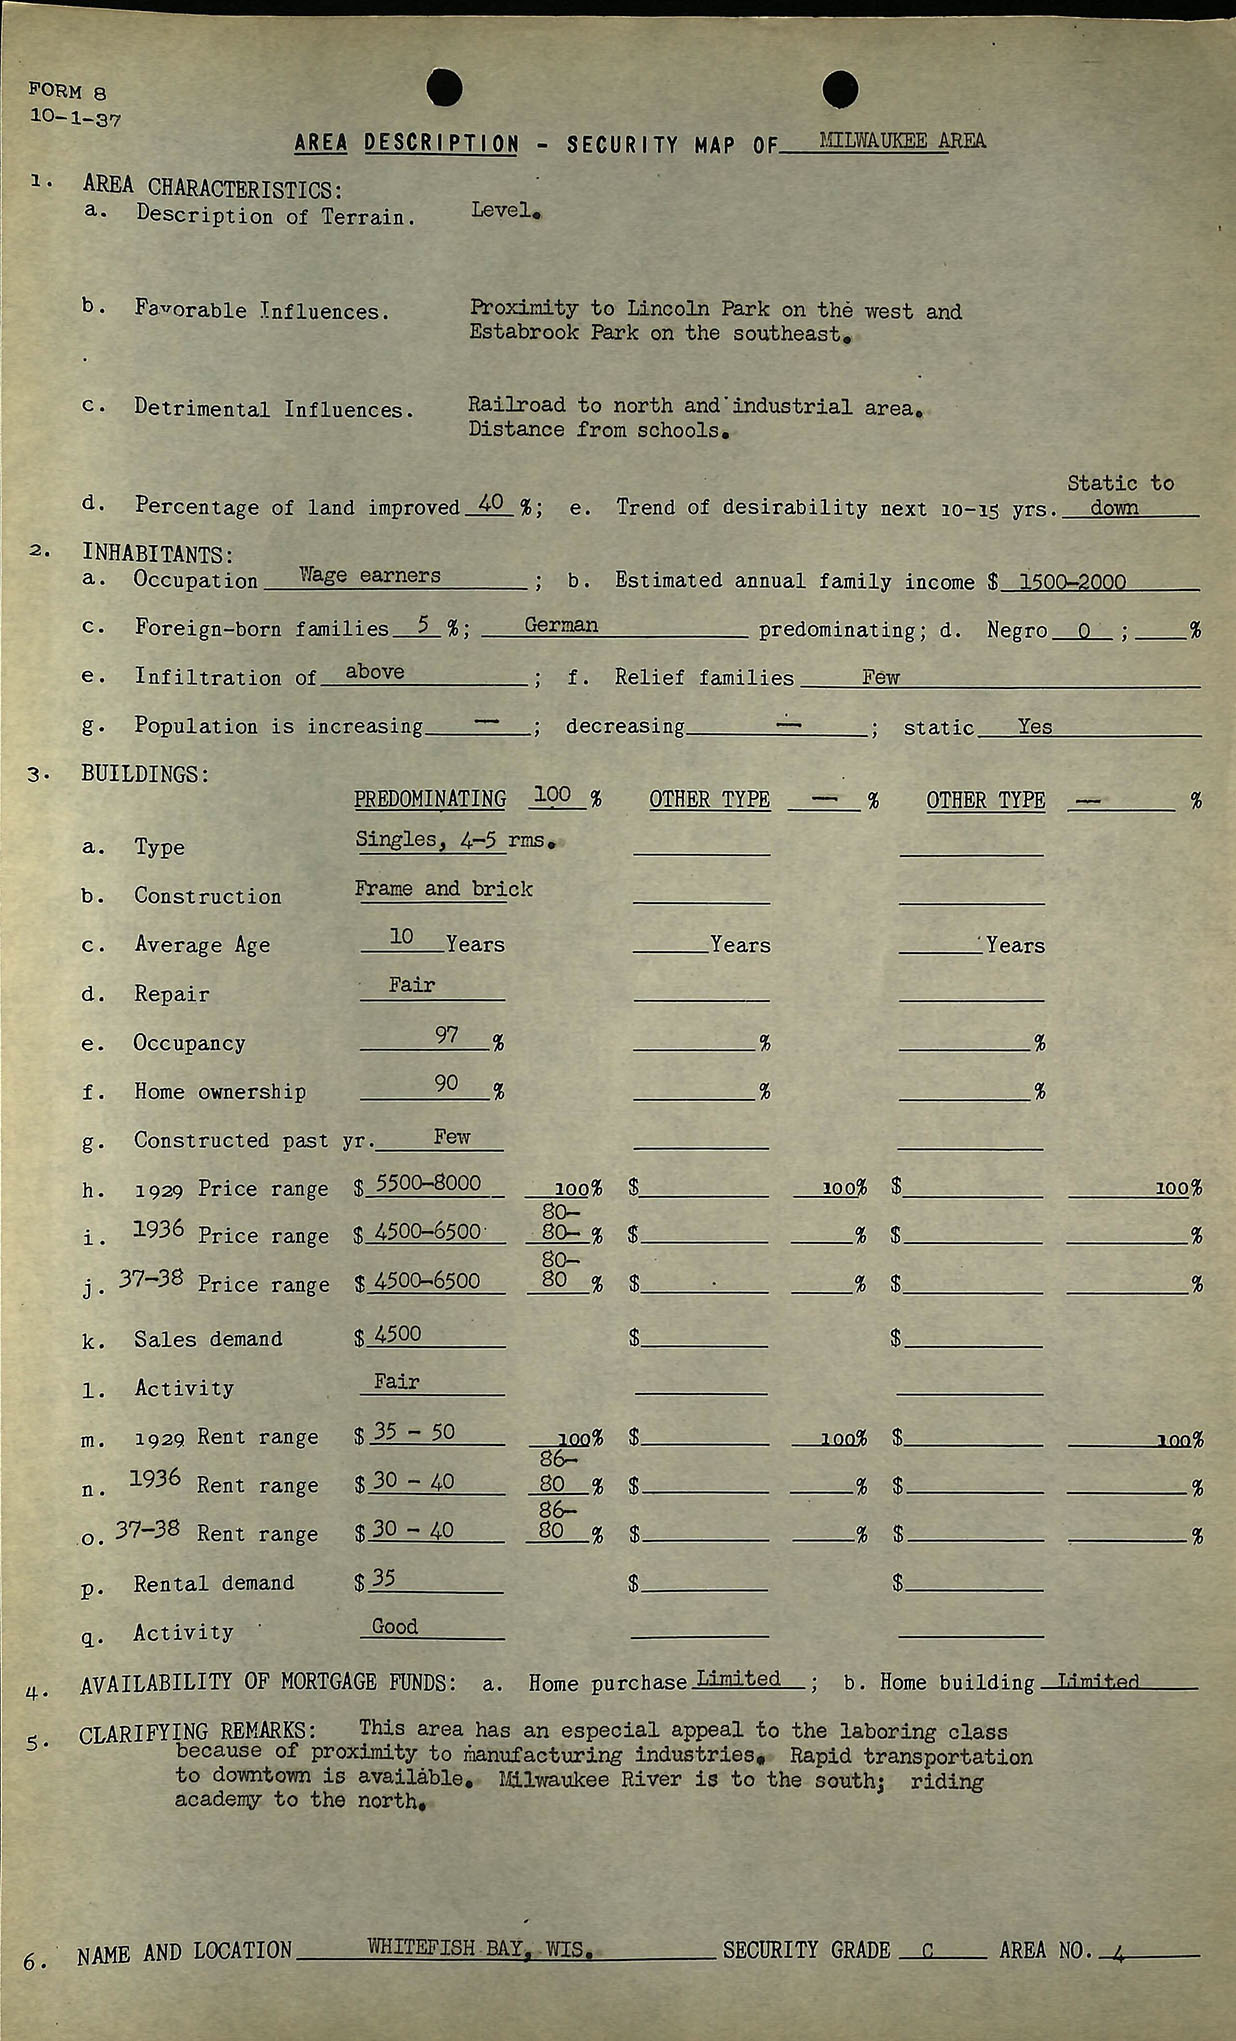 FORM 8
10-1-37
AREA DESCRIPTION - SECURITY MAP OF MILWAUKEE AREA
1. AREA CHARACTERISTICS:
a. Description of Terrain. Level.
b. Favorable Influences. Proximity to Lincoln Park on the west and
Estabrook Park on the southeast.
c. Detrimental Influences. Railroad to north and industrial area.
Distance from schools.
Static to
d. Percentage of land improved 40 %; e. Trend of desirability next 10-15 yrs. down
2. INHABITANTS:
a. Occupation Wage earners ; b. Estimated annual family income $ 1500-2000
c. Foreign-born families 5 %; German predominating; d. Negro 0 ; %
e. Infiltration of above ; f. Relief families Few
g. Population is increasing — ; decreasing — ; static Yes
3. BUILDINGS:
PREDOMINATING 100 % OTHER TYPE — % OTHER TYPE — %
a. Type Singles, 4-5 rms.
b. Construction Frame and brick
c. Average Age 10 Years Years Years
d. Repair Fair
e. Occupancy 97 % % %
f. Home ownership 90 % % %
g. Constructed past yr. Few
h. 1929 Price range $ 5500-8000 100% $ 100% $ 100%
80-
i. 1936 Price range $ 4500-6500 80- % $ % $ %
80-
j. 37-38 Price range $ 4500-6500 80 % $ % $ %
k. Sales demand $ 4500 $ $
l. Activity Fair
m. 1929 Rent range $ 35 - 50 100% $ 100% $ 100%
86-
n. 1936 Rent range $ 30 - 40 80 % $ % $ %
86-
o. 37-38 Rent range $ 30 - 40 80 % $ % $ %
p. Rental demand $ 35 $ $
q. Activity Good
4. AVAILABILITY OF MORTGAGE FUNDS: a. Home purchase Limited ; b. Home building Limited
5. CLARIFYING REMARKS: This area has an especial appeal to the laboring class
because of proximity to manufacturing industries. Rapid transportation
to downtown is available. Milwaukee River is to the south; riding
academy to the north.
6. NAME AND LOCATION WHITEFISH BAY, WIS. SECURITY GRADE C AREA NO. 4